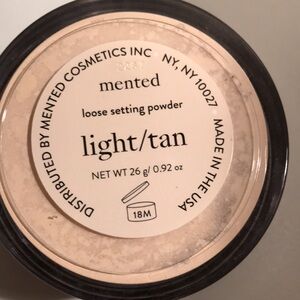 DISTRIBUTED BY MENTED COSMETICS INC NY, NY 10027
MADE IN THE USA
mented
loose setting powder
light/tan
NET WT 26 g/ 0.92 oz
18M